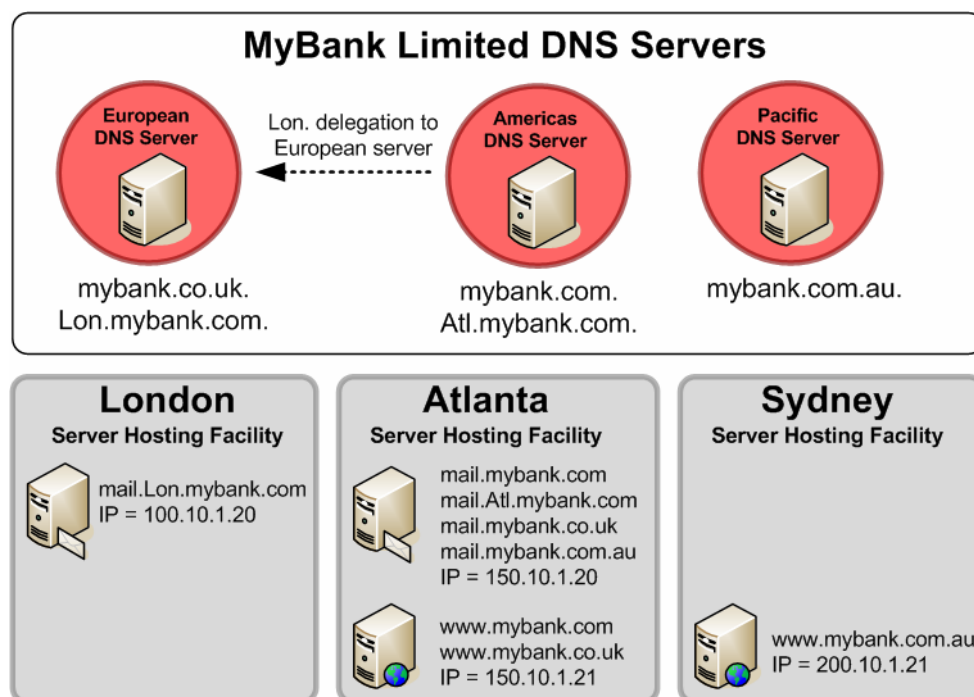 MyBank Limited DNS Servers
European
DNS Server
Lon. delegation to
European server
Americas
DNS Server
Pacific
DNS Server
mybank.co.uk.
Lon.mybank.com.
mybank.com.
Atl.mybank.com.
mybank.com.au.
London
Server Hosting Facility
mail.Lon.mybank.com
IP = 100.10.1.20
Atlanta
Server Hosting Facility
mail.mybank.com
mail.Atl.mybank.com
mail.mybank.co.uk
mail.mybank.com.au
IP = 150.10.1.20
www.mybank.com
www.mybank.co.uk
IP = 150.10.1.21
Sydney
Server Hosting Facility
www.mybank.com.au
IP = 200.10.1.21